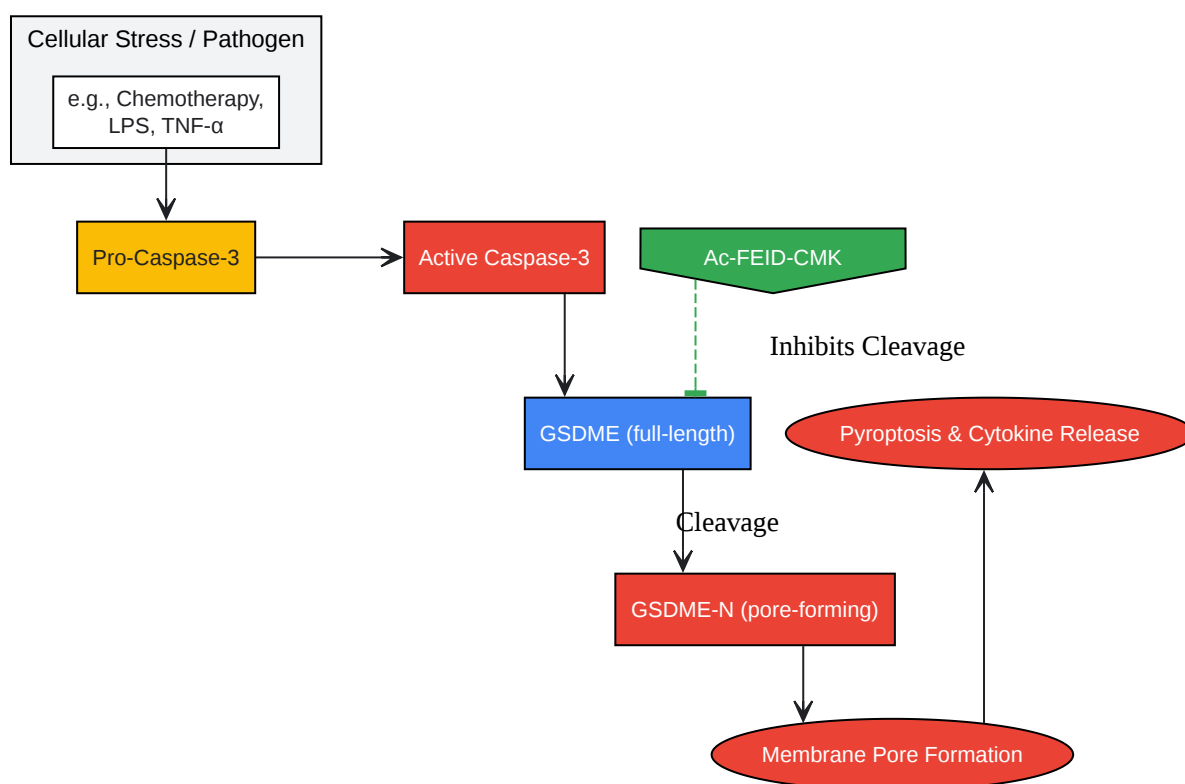 Cellular Stress / Pathogen
e.g., Chemotherapy,
LPS, TNF-α
Pro-Caspase-3
Active Caspase-3
Ac-FEID-CMK
Inhibits Cleavage
GSDME (full-length)
Pyroptosis & Cytokine Release
Cleavage
GSDME-N (pore-forming)
Membrane Pore Formation